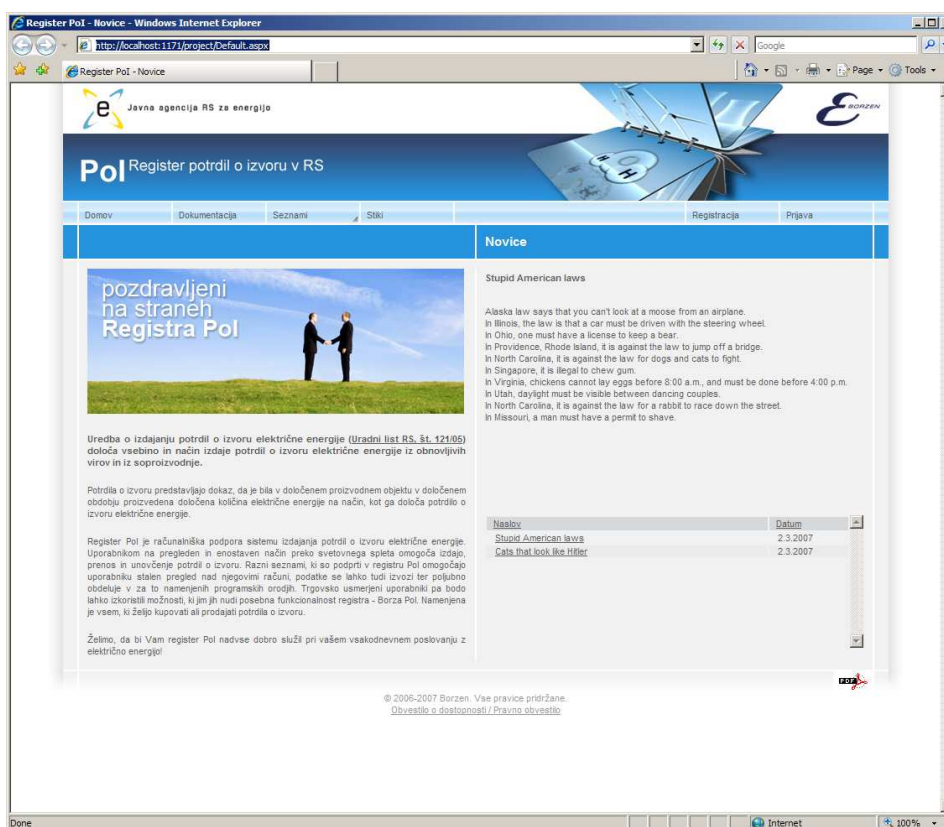 Register PoI - Novice - Windows Internet Explorer
http://localhost:1171/project/Default.aspx
Google
Register PoI - Novice
Page
Tools
e Javna agencija RS za energijo
BORZEN
PoI Register potrdil o izvoru v RS
Domov Dokumentacija Seznami Stiki Registracija Prijava
Novice
pozdravljeni
na straneh
Registra PoI
Uredba o izdajanju potrdil o izvoru električne energije (Uradni list RS, št. 121/05)
določa vsebino in način izdaje potrdil o izvoru električne energije iz obnovljivih
virov in iz soproizvodnje.
Potrdila o izvoru predstavljajo dokaz, da je bila v določenem proizvodnem objektu v določenem
obdobju proizvedena določena količina električne energije na način, kot ga določa potrdilo o
izvoru električne energije.
Register PoI je računalniška podpora sistemu izdajanja potrdil o izvoru električne energije.
Uporabnikom na pregleden in enostaven način preko svetovnega spleta omogoča izdajo,
prenos in unovčenje potrdil o izvoru. Razni seznami, ki so podprti v registru PoI omogočajo
uporabniku stalen pregled nad njegovimi računi, podatke se lahko tudi izvozi ter poljubno
obdeluje v za to namenjenih programskih orodjih. Trgovsko usmerjeni uporabniki pa bodo
lahko izkoristili možnosti, ki jim jih nudi posebna funkcionalnost registra - Borza PoI. Namenjena
je vsem, ki želijo kupovati ali prodajati potrdila o izvoru.
Želimo, da bi Vam register PoI nadvse dobro služil pri vašem vsakodnevnem poslovanju z
električno energijo!
Stupid American laws
Alaska law says that you can't look at a moose from an airplane.
In Illinois, the law is that a car must be driven with the steering wheel.
In Ohio, one must have a license to keep a bear.
In Providence, Rhode Island, it is against the law to jump off a bridge.
In North Carolina, it is against the law for dogs and cats to fight.
In Singapore, it is illegal to chew gum.
In Virginia, chickens cannot lay eggs before 8:00 a.m., and must be done before 4:00 p.m.
In Utah, daylight must be visible between dancing couples.
In North Carolina, it is against the law for a rabbit to race down the street.
In Missouri, a man must have a permit to shave.
Naslov Datum
Stupid American laws 2.3.2007
Cats that look like Hitler 2.3.2007
PDF
© 2006-2007 Borzen. Vse pravice pridržane.
Obvestilo o dostopnosti / Pravno obvestilo
Done
Internet
100%